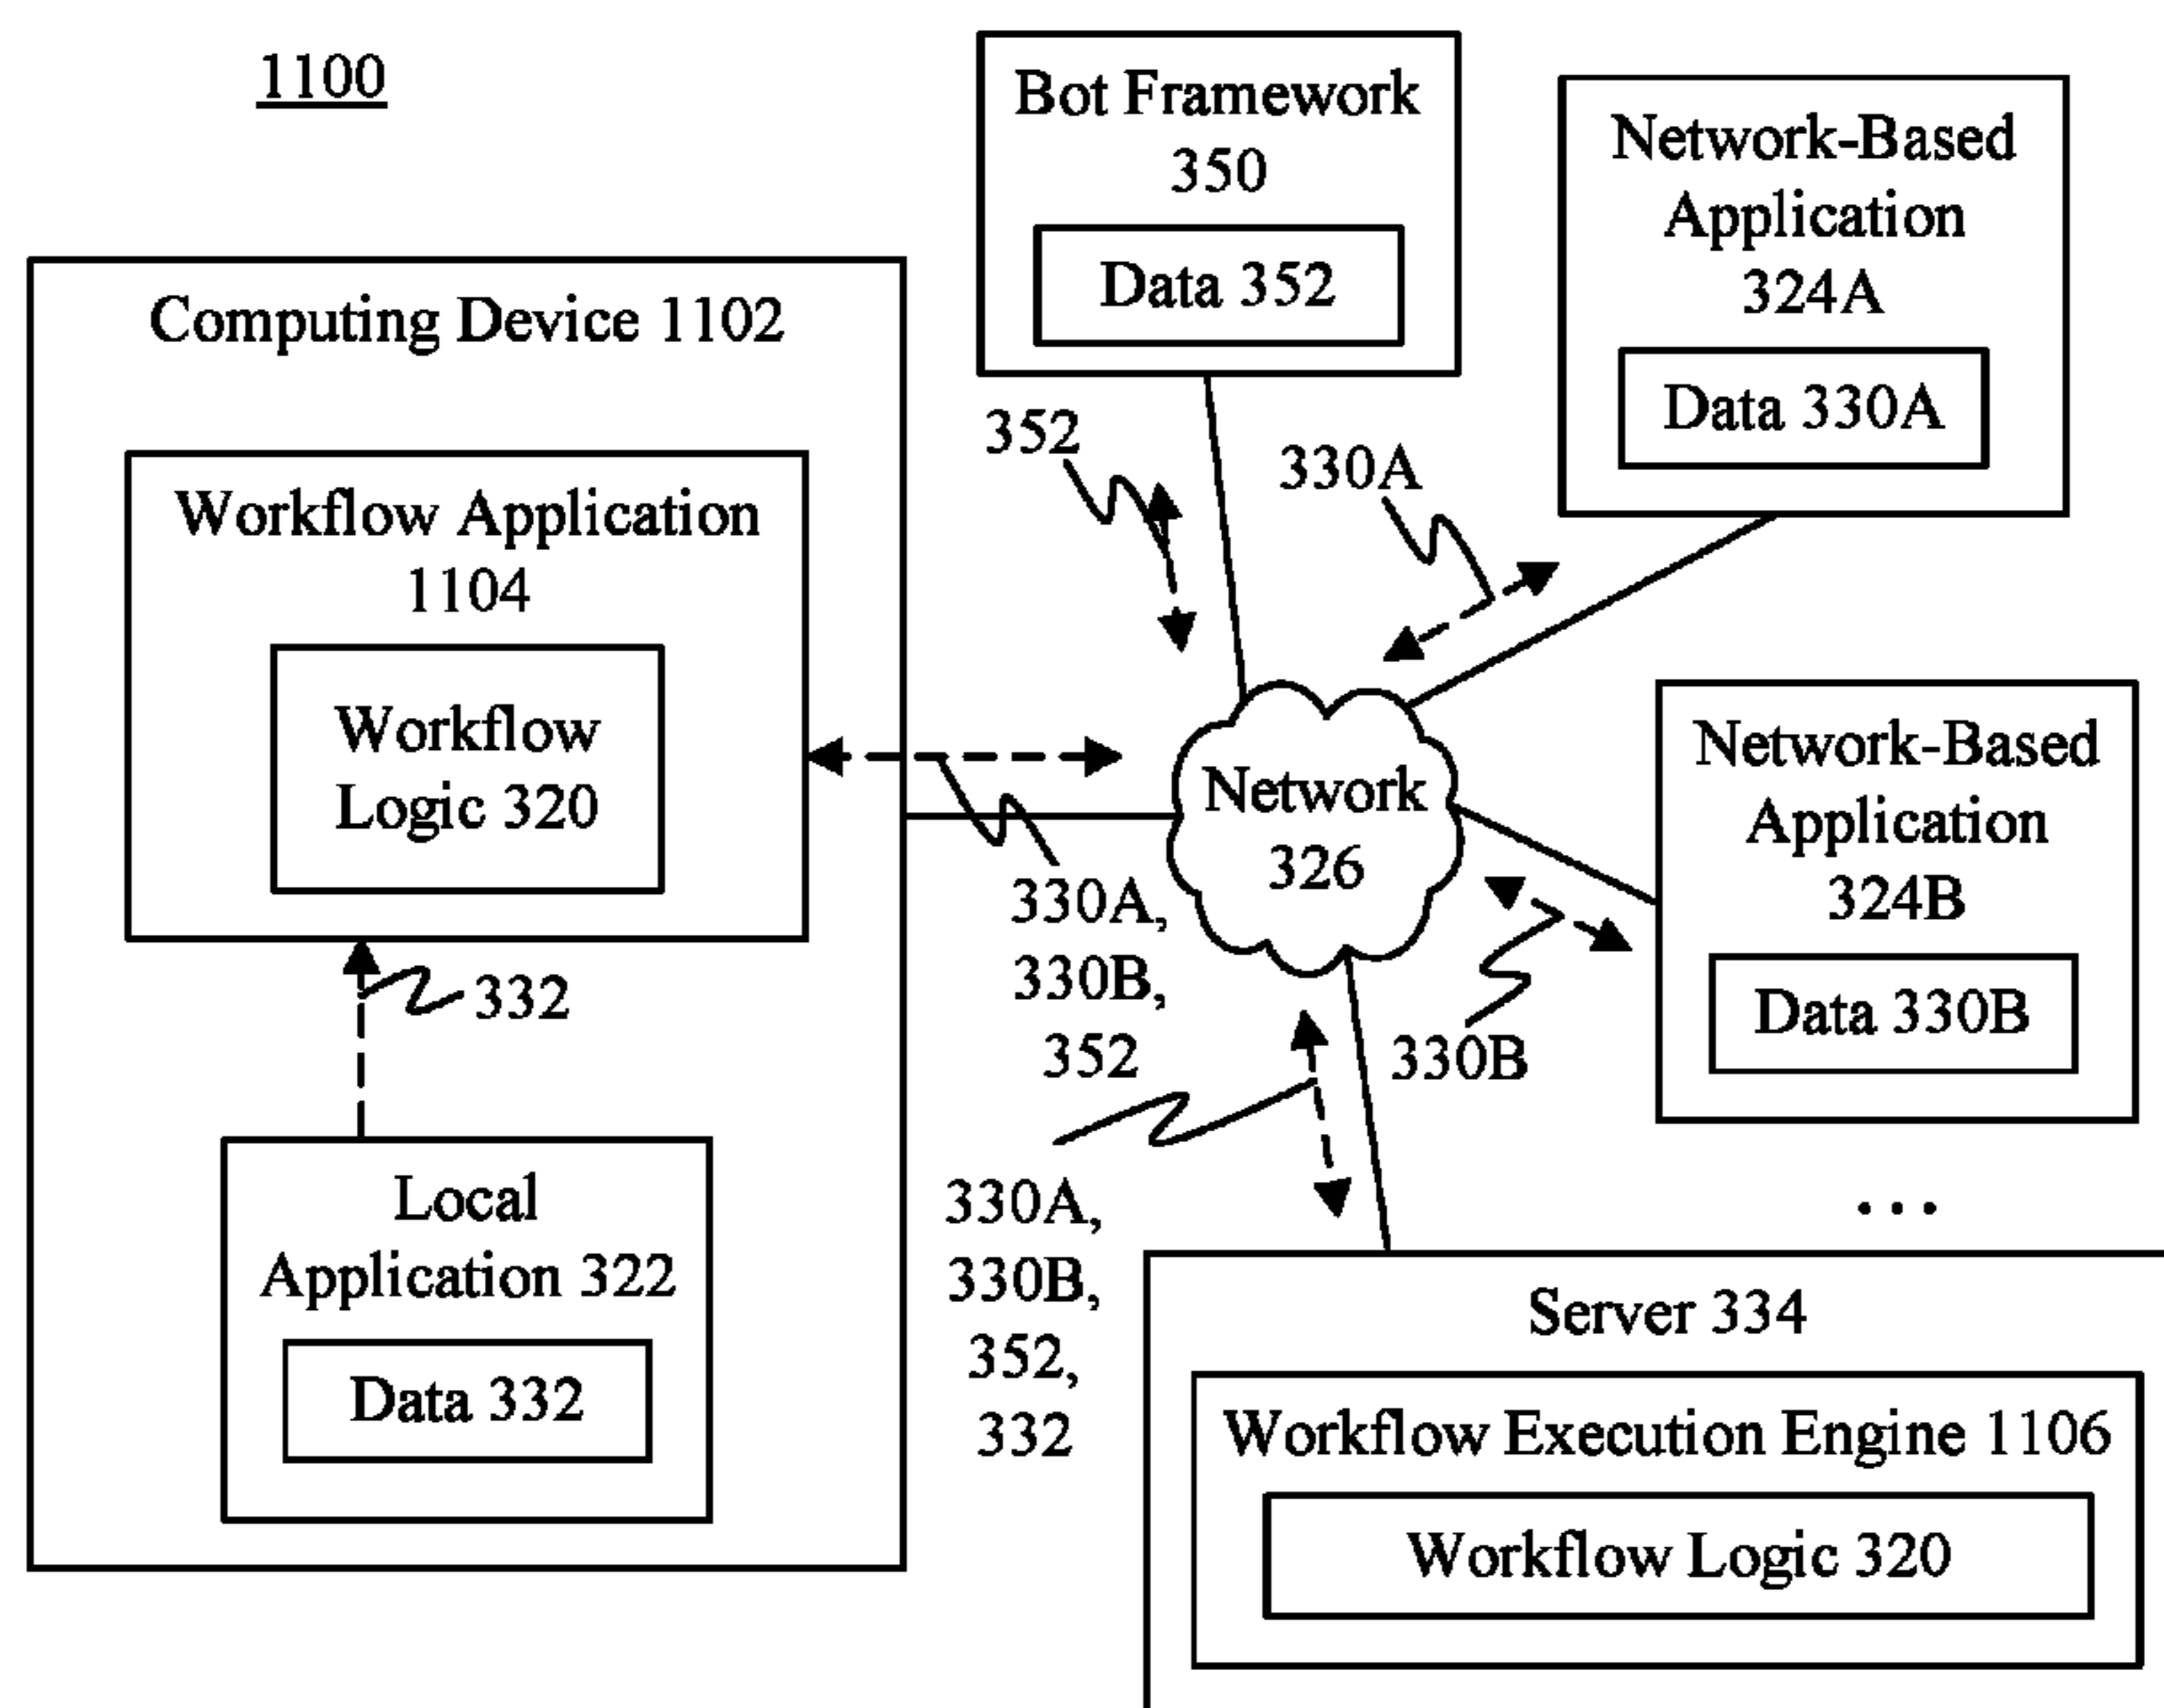 1100
Bot Framework
350
Data 352
Network-Based
Application
324A
Data 330A
Computing Device 1102
Workflow Application
1104
Workflow
Logic 320
332
Local
Application 322
Data 332
352
330A
Network
326
330A,
330B,
352
330B
Network-Based
Application
324B
Data 330B
...
330A,
330B,
352,
332
Server 334
Workflow Execution Engine 1106
Workflow Logic 320